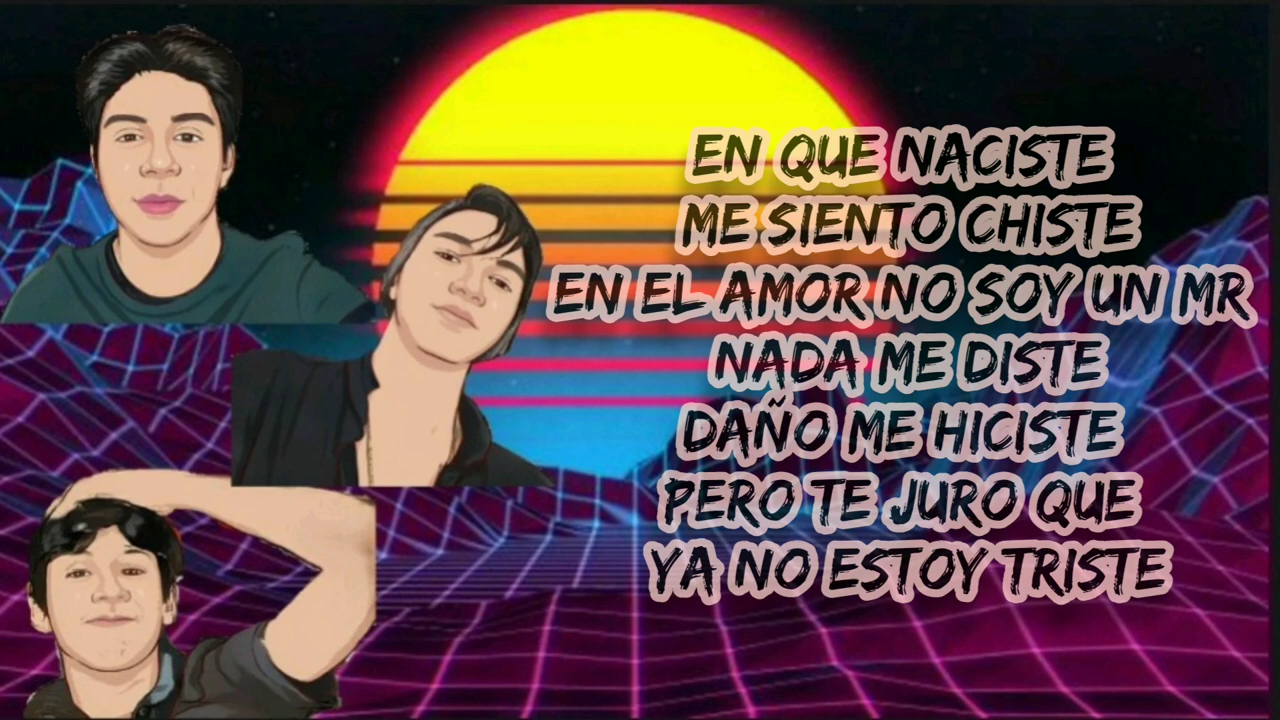 EN QUE NACISTE
ME SIENTO CHISTE
EN EL AMOR NO SOY UN MR
NADA ME DISTE
DAÑO ME HICISTE
PERO TE JURO QUE
YA NO ESTOY TRISTE